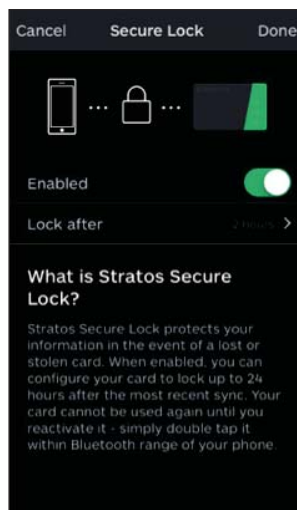 Cancel Secure Lock Done
Enabled
Lock after 2 hours
What is Stratos Secure
Lock?
Stratos Secure Lock protects your
information in the event of a lost or
stolen card. When enabled, you can
configure your card to lock up to 24
hours after the most recent sync. Your
card cannot be used again until you
reactivate it - simply double tap it
within Bluetooth range of your phone.